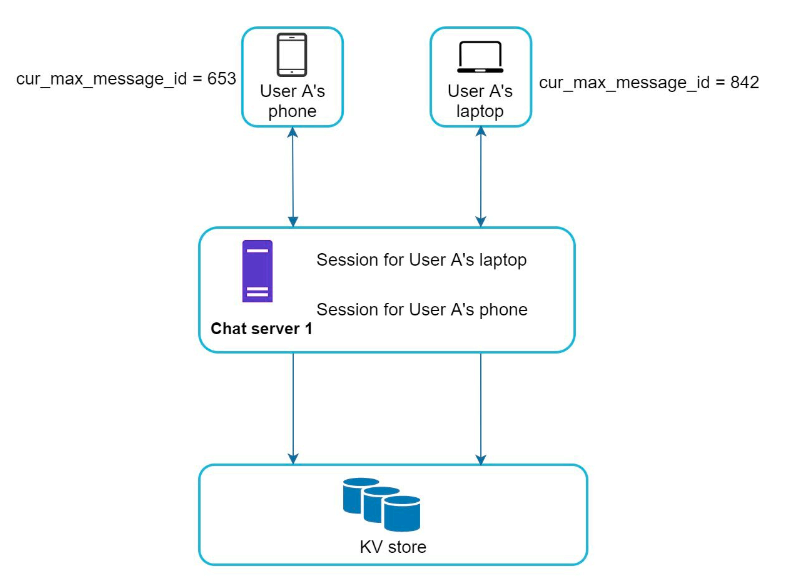 cur_max_message_id = 653
User A's
phone
User A's
laptop
cur_max_message_id = 842
Session for User A's laptop
Session for User A's phone
Chat server 1
KV store